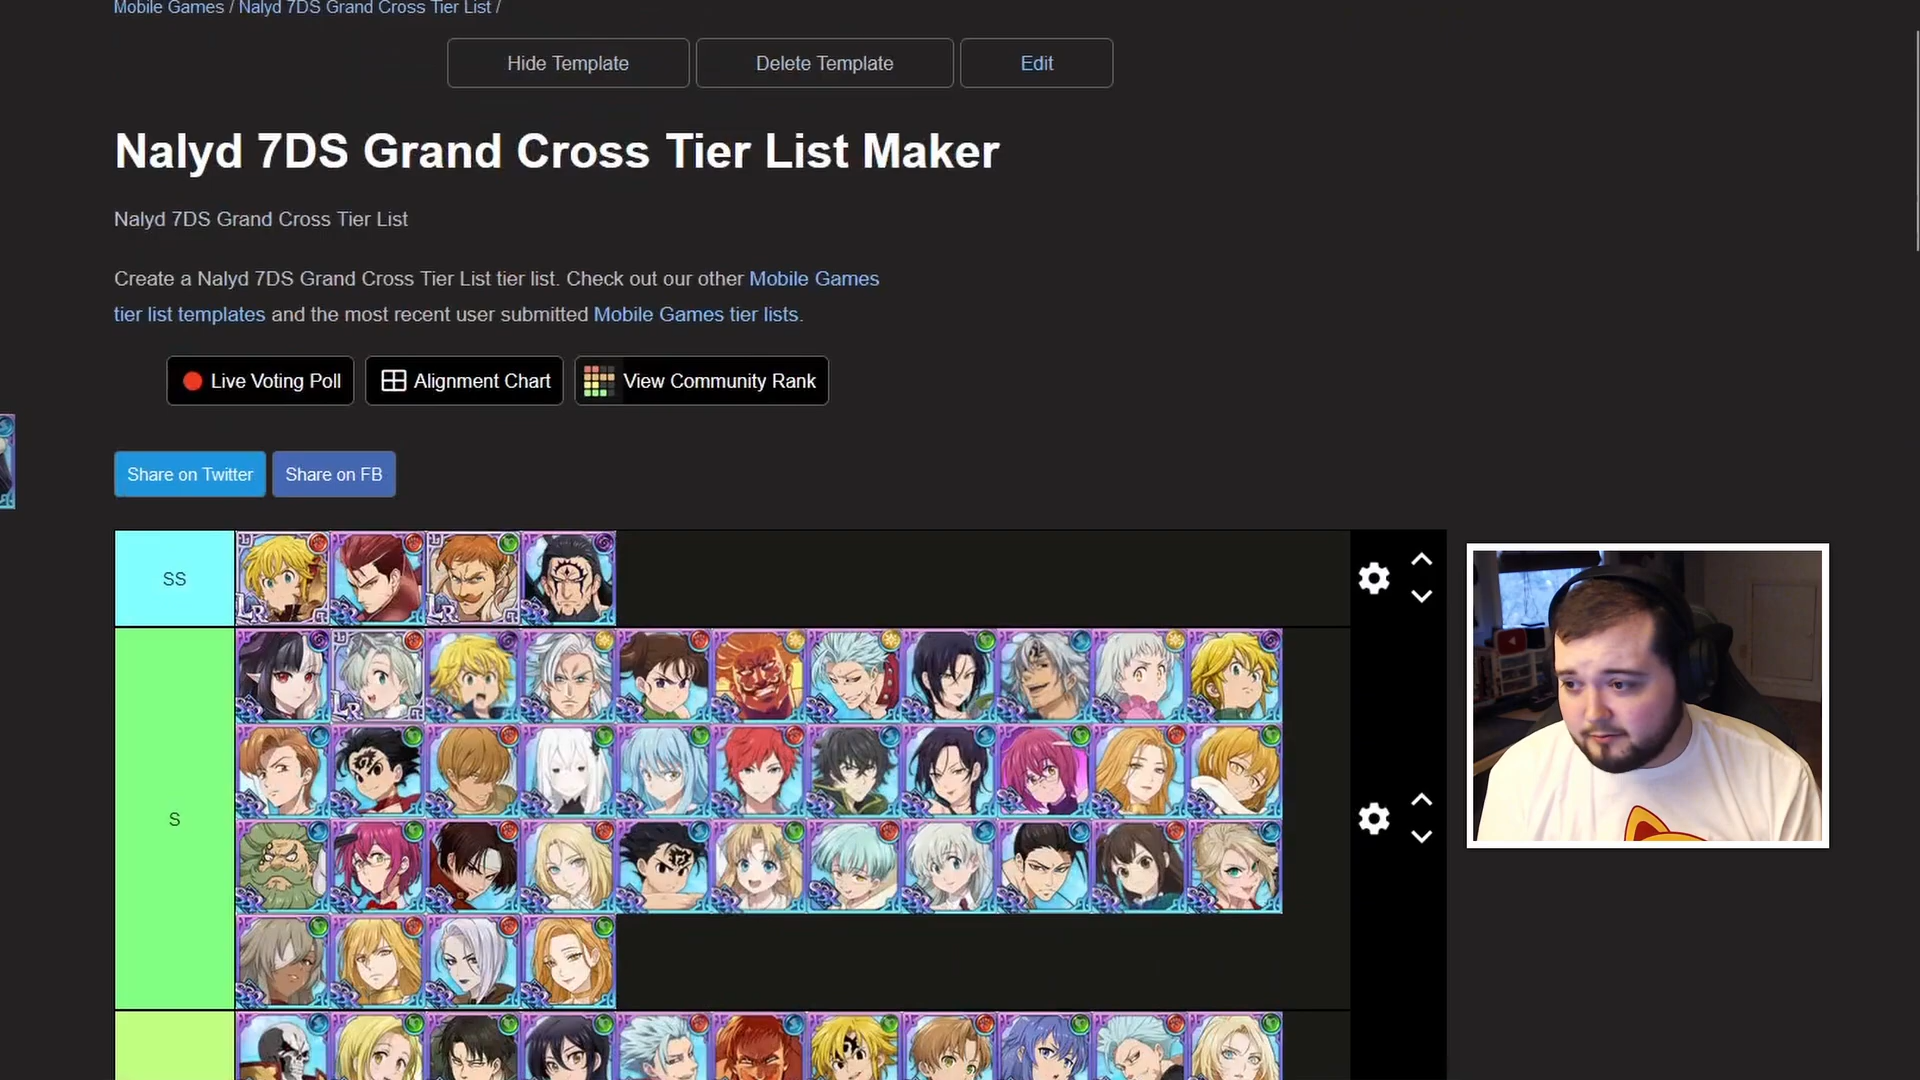 Mobile Games / Nalyd 7DS Grand Cross Tier List /
Hide Template
Delete Template
Edit
Nalyd 7DS Grand Cross Tier List Maker
Nalyd 7DS Grand Cross Tier List
Create a Nalyd 7DS Grand Cross Tier List tier list. Check out our other Mobile Games
tier list templates and the most recent user submitted Mobile Games tier lists.
Live Voting Poll
Alignment Chart
View Community Rank
Share on Twitter
Share on FB
SS
LR
LR
S
LR